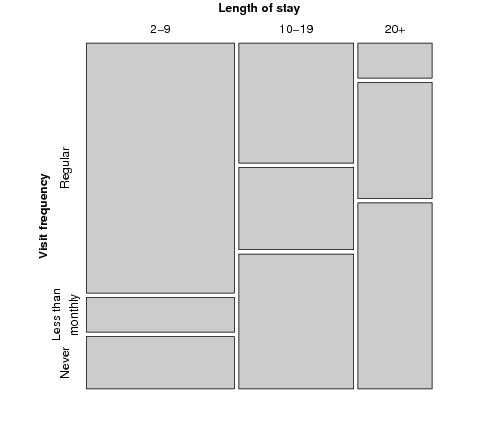 Length of stay
2−9
10−19
20+
Visit frequency
Regular
Less than
monthly
Never